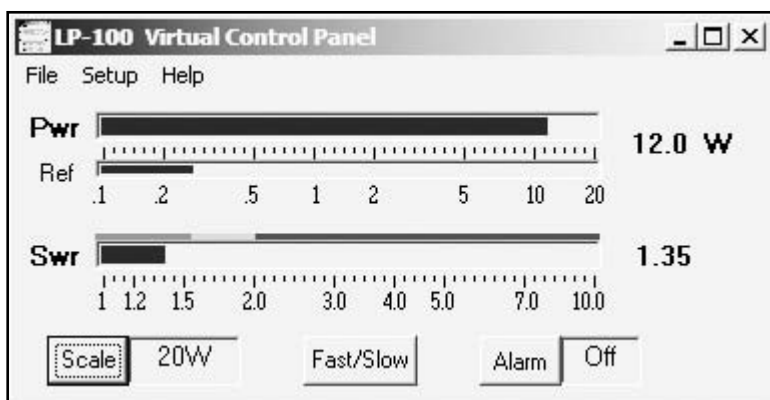 LP-100 Virtual Control Panel
File Setup Help
Pwr 12.0 W
Ref
.1 .2 .5 1 2 5 10 20
Swr 1.35
1 1.2 1.5 2.0 3.0 4.0 5.0 7.0 10.0
Scale 20W Fast/Slow Alarm Off